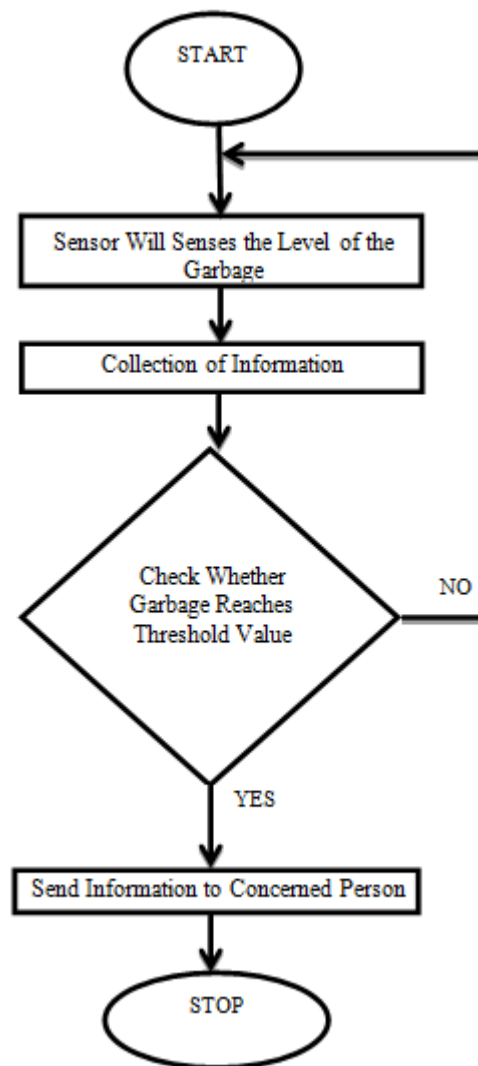 START
Sensor Will Senses the Level of the
Garbage
Collection of Information
Check Whether
Garbage Reaches
Threshold Value
NO
YES
Send Information to Concerned Person
STOP